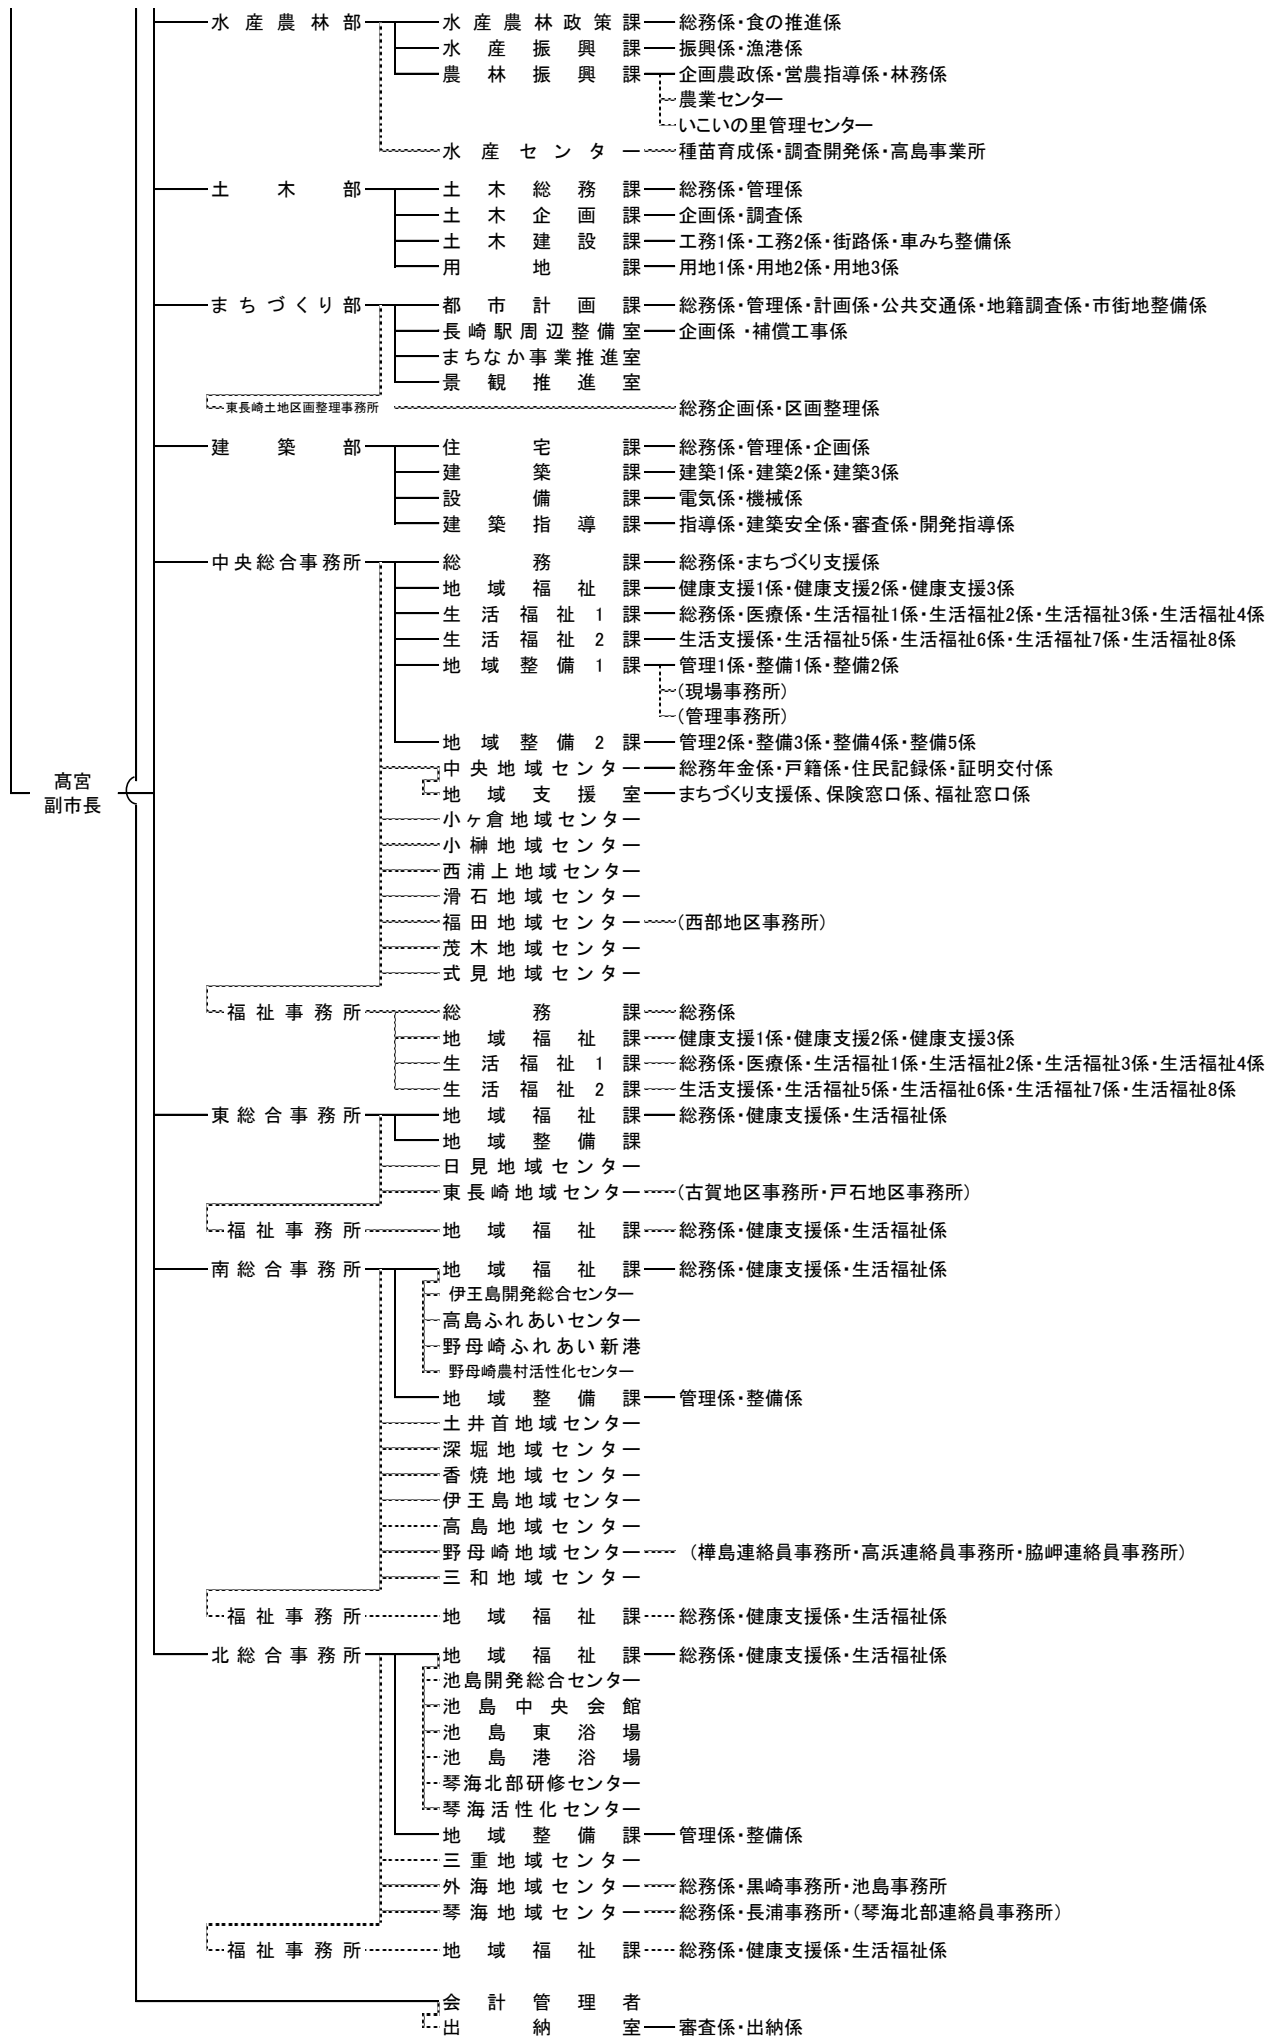 水産農林部 水産農林政策課 総務係・食の推進係
水産振興課 振興係・漁港係
農林振興課 企画農政係・営農指導係・林務係
農業センター
いこいの里管理センター
水産センター 種苗育成係・調査開発係・高島事業所
土木部 土木総務課 総務係・管理係
土木企画課 企画係・調査係
土木建設課 工務1係・工務2係・街路係・車みち整備係
用地課 用地1係・用地2係・用地3係
まちづくり部 都市計画課 総務係・管理係・計画係・公共交通係・地籍調査係・市街地整備係
長崎駅周辺整備室 企画係・補償工事係
まちなか事業推進室
景観推進室
東長崎土地区画整理事務所 総務企画係・区画整理係
建築部 住宅課 総務係・管理係・企画係
建築課 建築1係・建築2係・建築3係
設備課 電気係・機械係
建築指導課 指導係・建築安全係・審査係・開発指導係
中央総合事務所 総務課 総務係・まちづくり支援係
地域福祉課 健康支援1係・健康支援2係・健康支援3係
生活福祉1課 総務係・医療係・生活福祉1係・生活福祉2係・生活福祉3係・生活福祉4係
生活福祉2課 生活支援係・生活福祉5係・生活福祉6係・生活福祉7係・生活福祉8係
地域整備1課 管理1係・整備1係・整備2係
(現場事務所)
(管理事務所)
地域整備2課 管理2係・整備3係・整備4係・整備5係
中央地域センター 総務年金係・戸籍係・住民記録係・証明交付係
髙宮
副市長
地域支援室 まちづくり支援係、保険窓口係、福祉窓口係
小ヶ倉地域センター
小榊地域センター
西浦上地域センター
滑石地域センター
福田地域センター (西部地区事務所)
茂木地域センター
式見地域センター
福祉事務所 総務課 総務係
地域福祉課 健康支援1係・健康支援2係・健康支援3係
生活福祉1課 総務係・医療係・生活福祉1係・生活福祉2係・生活福祉3係・生活福祉4係
生活福祉2課 生活支援係・生活福祉5係・生活福祉6係・生活福祉7係・生活福祉8係
東総合事務所 地域福祉課 総務係・健康支援係・生活福祉係
地域整備課
日見地域センター
東長崎地域センター (古賀地区事務所・戸石地区事務所)
福祉事務所 地域福祉課 総務係・健康支援係・生活福祉係
南総合事務所 地域福祉課 総務係・健康支援係・生活福祉係
伊王島開発総合センター
高島ふれあいセンター
野母崎ふれあい新港
野母崎農村活性化センター
地域整備課 管理係・整備係
土井首地域センター
深堀地域センター
香焼地域センター
伊王島地域センター
高島地域センター
野母崎地域センター (樺島連絡員事務所・高浜連絡員事務所・脇岬連絡員事務所)
三和地域センター
福祉事務所 地域福祉課 総務係・健康支援係・生活福祉係
北総合事務所 地域福祉課 総務係・健康支援係・生活福祉係
池島開発総合センター
池島中央会館
池島東浴場
池島港浴場
琴海北部研修センター
琴海活性化センター
地域整備課 管理係・整備係
三重地域センター
外海地域センター 総務係・黒崎事務所・池島事務所
琴海地域センター 総務係・長浦事務所・(琴海北部連絡員事務所)
福祉事務所 地域福祉課 総務係・健康支援係・生活福祉係
会計管理者
出納室 審査係・出納係